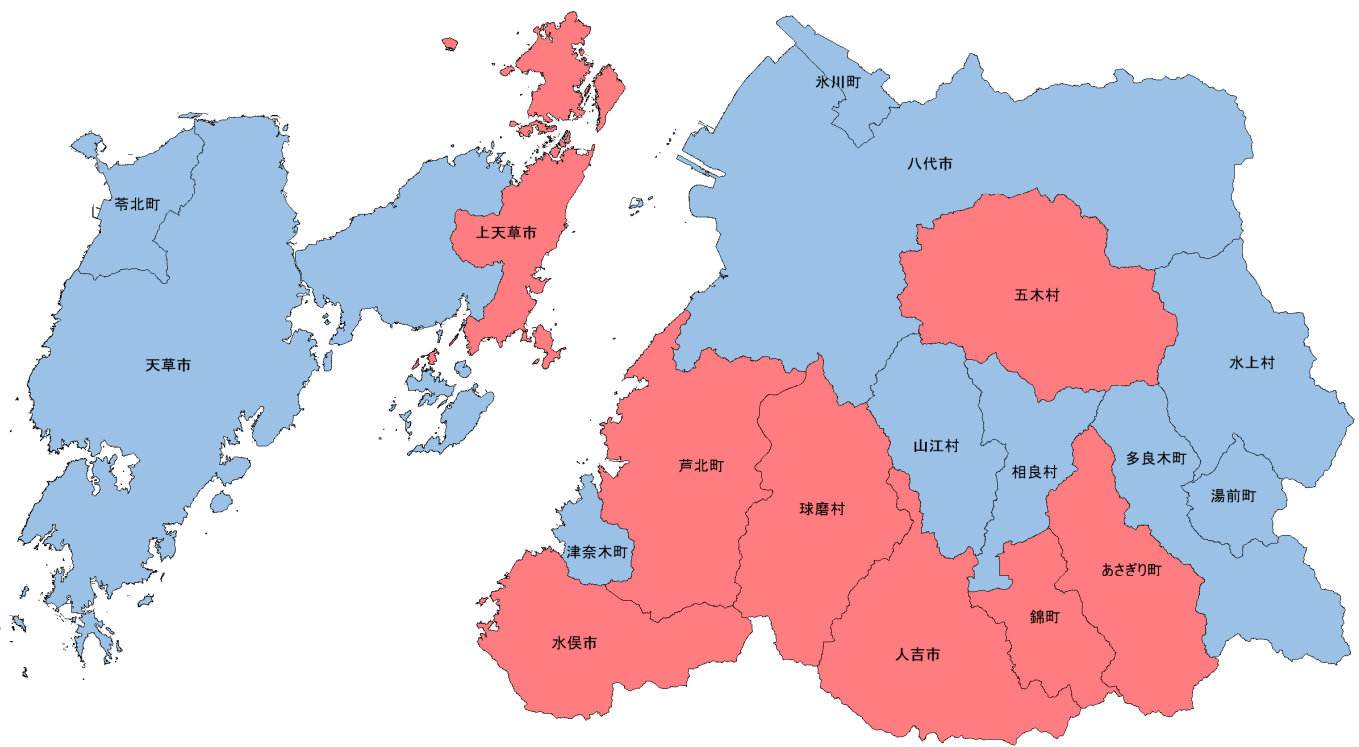 氷川町
八代市
苓北町
上天草市
五木村
天草市
水上村
山江村
多良木町
芦北町
相良村
湯前町
球磨村
津奈木町
あさぎり町
錦町
水俣市
人吉市